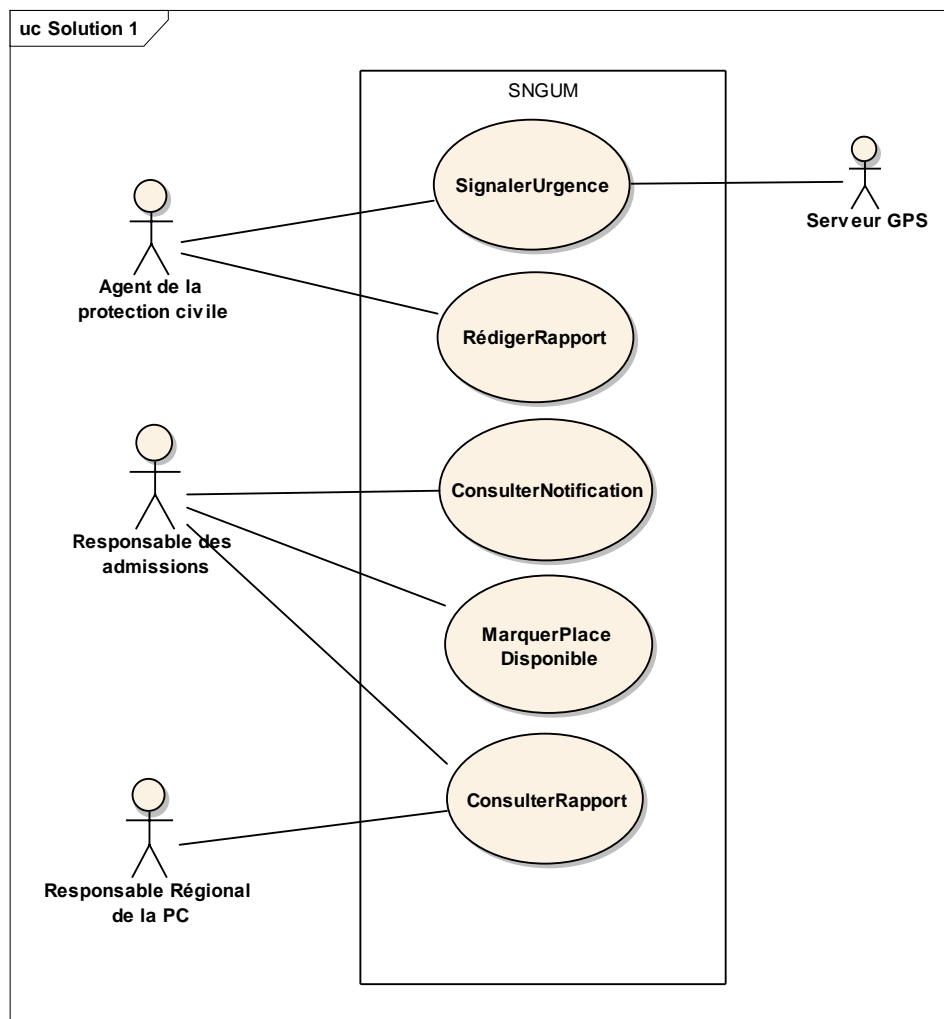 uc Solution 1
SNGUM
SignalerUrgence
Serveur GPS
Agent de la
protection civile
RédigerRapport
ConsulterNotification
Responsable des
admissions
MarquerPlace
Disponible
ConsulterRapport
Responsable Régional
de la PC